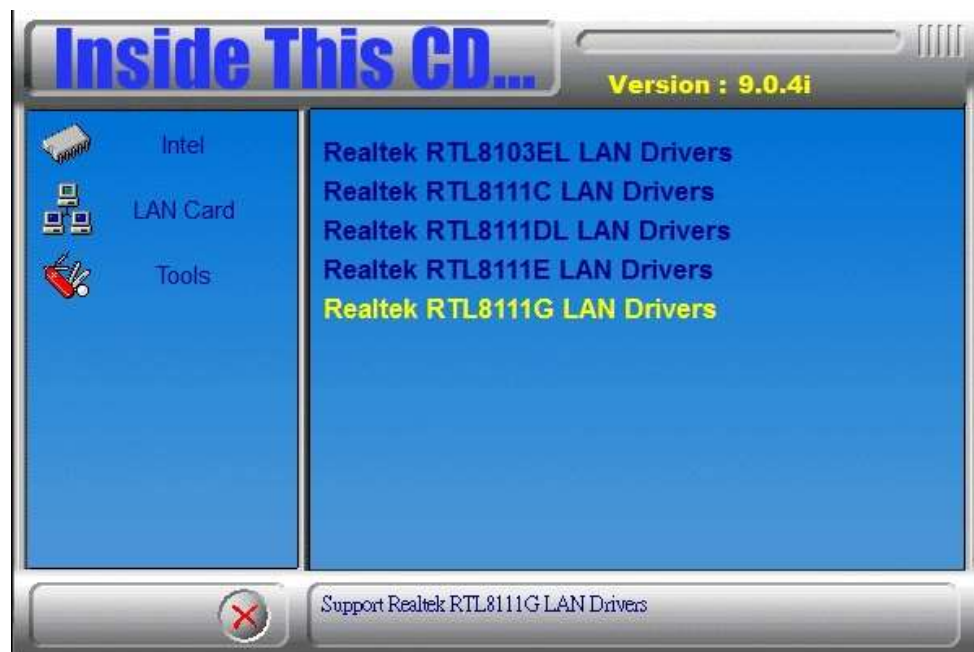 Inside This CD...
Version : 9.0.4i
Intel
LAN Card
Tools
Realtek RTL8103EL LAN Drivers
Realtek RTL8111C LAN Drivers
Realtek RTL8111DL LAN Drivers
Realtek RTL8111E LAN Drivers
Realtek RTL8111G LAN Drivers
Support Realtek RTL8111G LAN Drivers